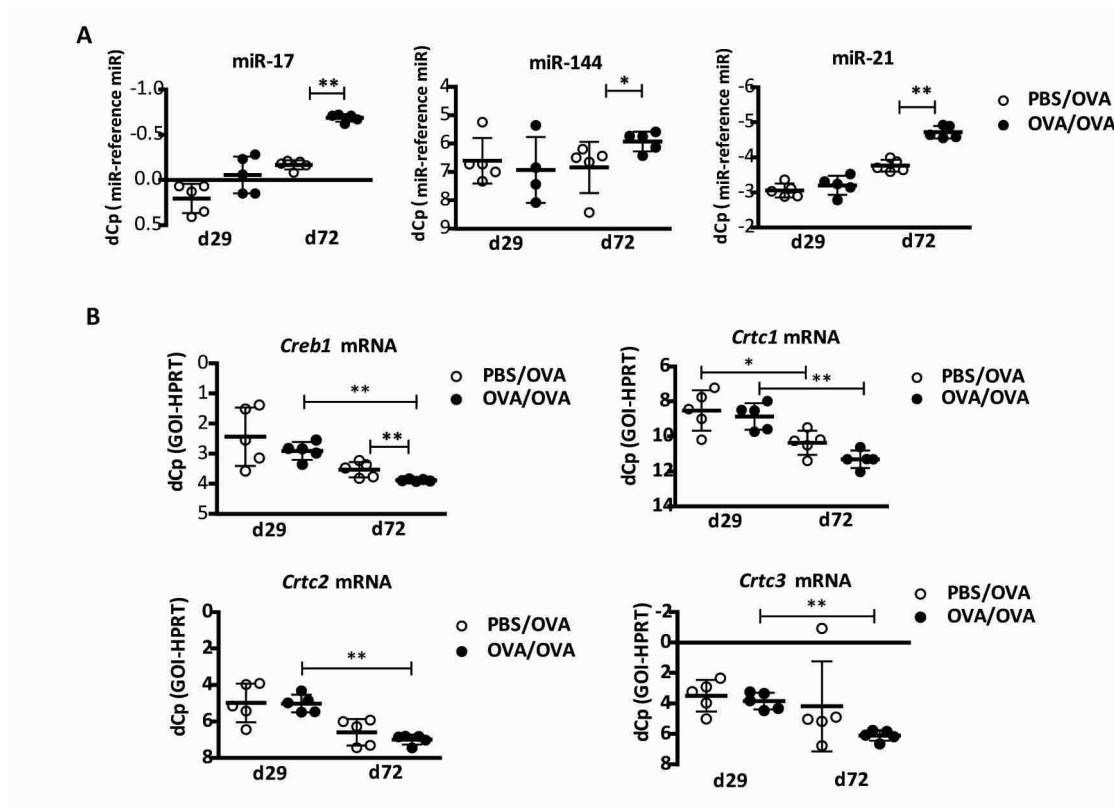 A
miR-17
dCp ( miR-reference miR)
-1.0
-0.5
0.0
0.5
**
d29 d72
miR-144
dCp ( miR-reference miR)
4
5
6
7
8
9
*
d29 d72
miR-21
dCp ( miR-reference miR)
-6
-5
-4
-3
-2
**
d29 d72
PBS/OVA
OVA/OVA
B
Creb1 mRNA
dCp (GOI-HPRT)
0
1
2
3
4
5
**
**
d29 d72
PBS/OVA
OVA/OVA
Crtc1 mRNA
dCp (GOI-HPRT)
6
8
10
12
14
*
**
d29 d72
PBS/OVA
OVA/OVA
Crtc2 mRNA
dCp (GOI-HPRT)
0
2
4
6
8
**
d29 d72
PBS/OVA
OVA/OVA
Crtc3 mRNA
dCp (GOI-HPRT)
-2
0
2
4
6
8
**
d29 d72
PBS/OVA
OVA/OVA